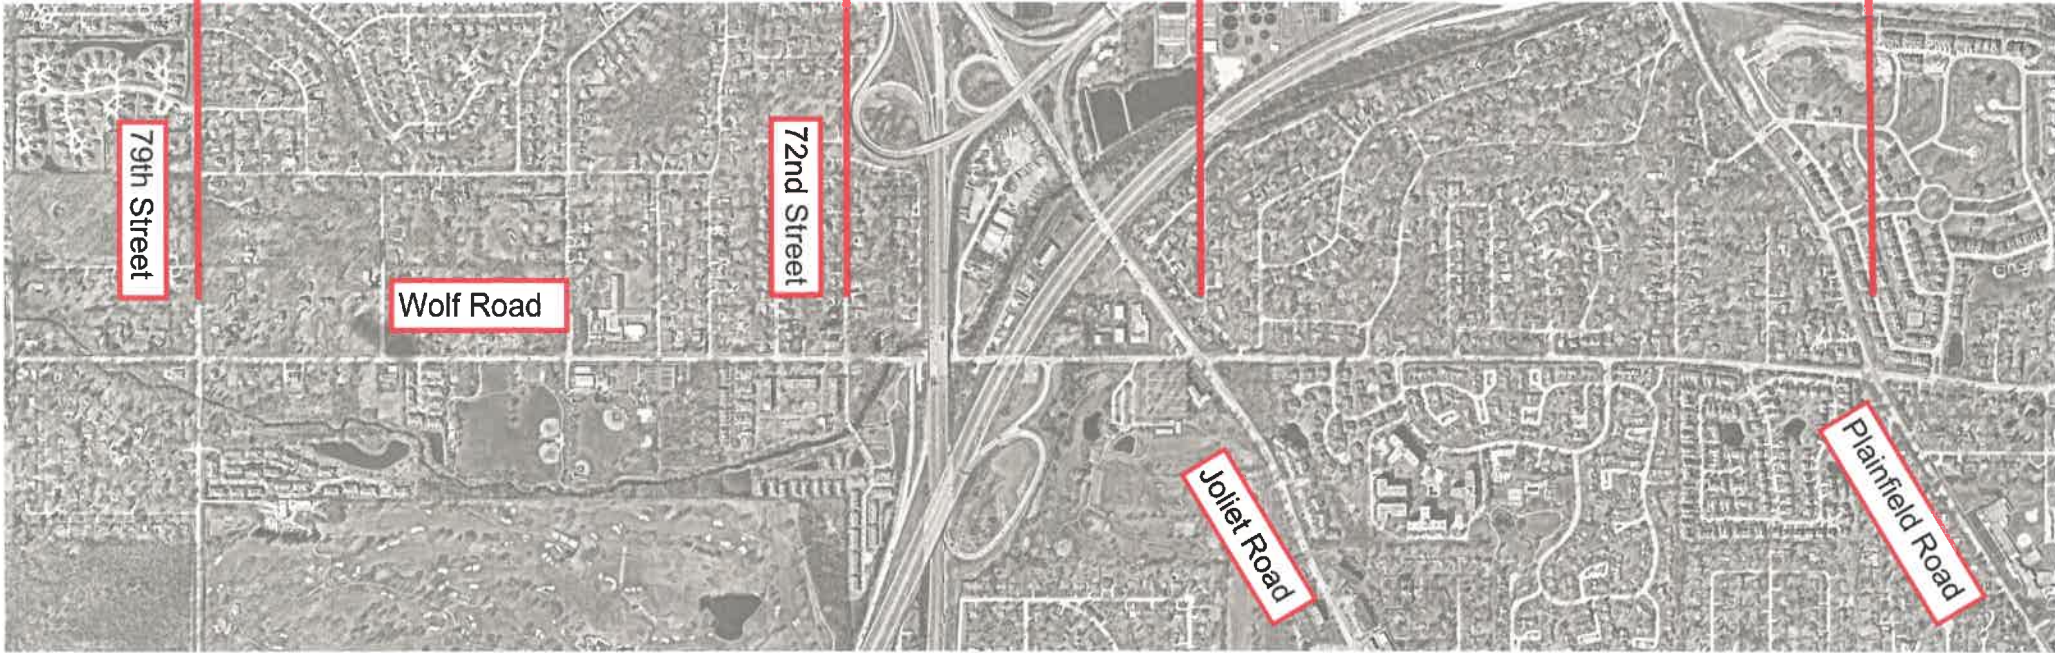 79th Street
Wolf Road
72nd Street
Joliet Road
Plainfield Road